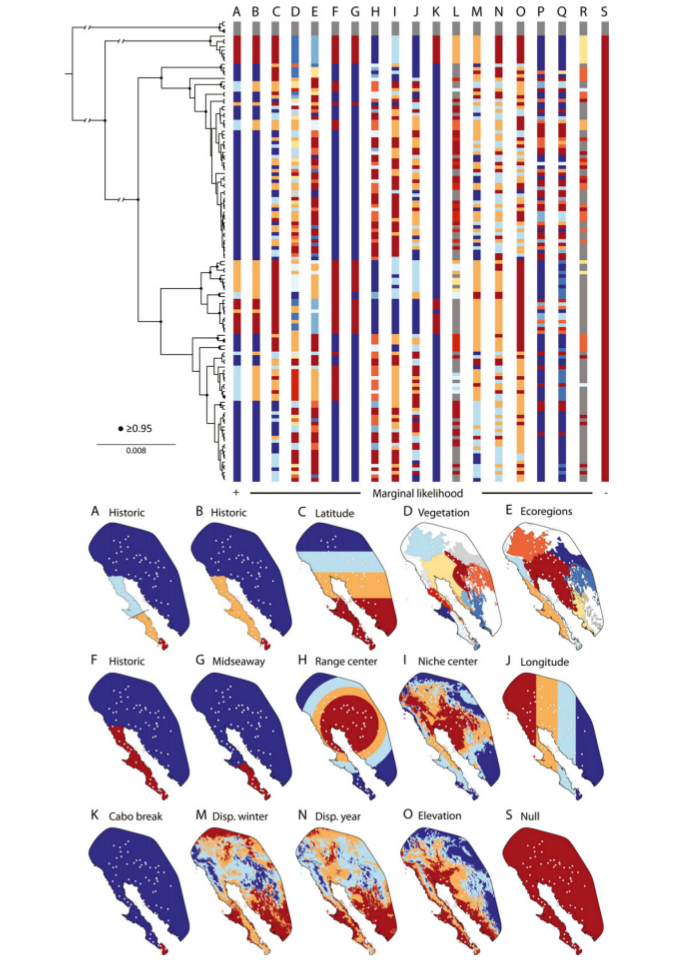 A B C D E F G H I J K L M N O P Q R S
≥0.95
0.008
+ Marginal likelihood -
A Historic B Historic C Latitude D Vegetation E Ecoregions
F Historic G Midseaway H Range center I Niche center J Longitude
K Cabo break M Disp. winter N Disp. year O Elevation S Null